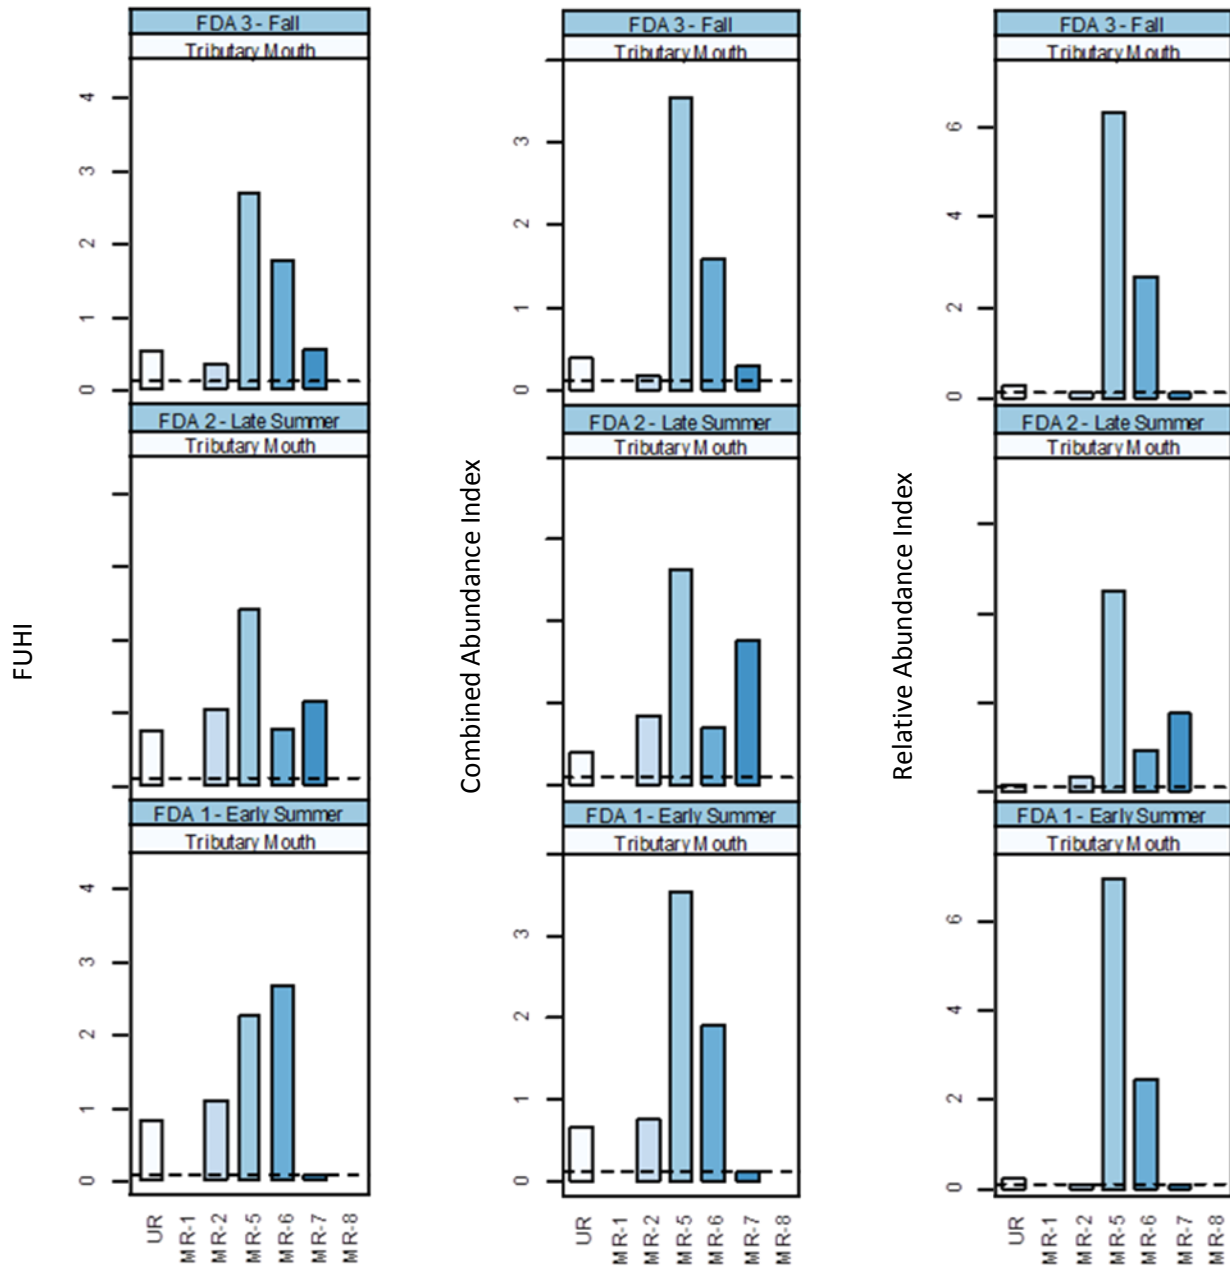 FUHI
FDA 3 - Fall
Tributary Mouth
4
3
2
1
0
FDA 2 - Late Summer
Tributary Mouth
FDA 1 - Early Summer
Tributary Mouth
4
3
2
1
0
UR
MR-1
MR-2
MR-5
MR-6
MR-7
MR-8
Combined Abundance Index
FDA 3 - Fall
Tributary Mouth
3
2
1
0
FDA 2 - Late Summer
Tributary Mouth
FDA 1 - Early Summer
Tributary Mouth
3
2
1
0
UR
MR-1
MR-2
MR-5
MR-6
MR-7
MR-8
Relative Abundance Index
FDA 3 - Fall
Tributary Mouth
6
4
2
0
FDA 2 - Late Summer
Tributary Mouth
FDA 1 - Early Summer
Tributary Mouth
6
4
2
0
UR
MR-1
MR-2
MR-5
MR-6
MR-7
MR-8